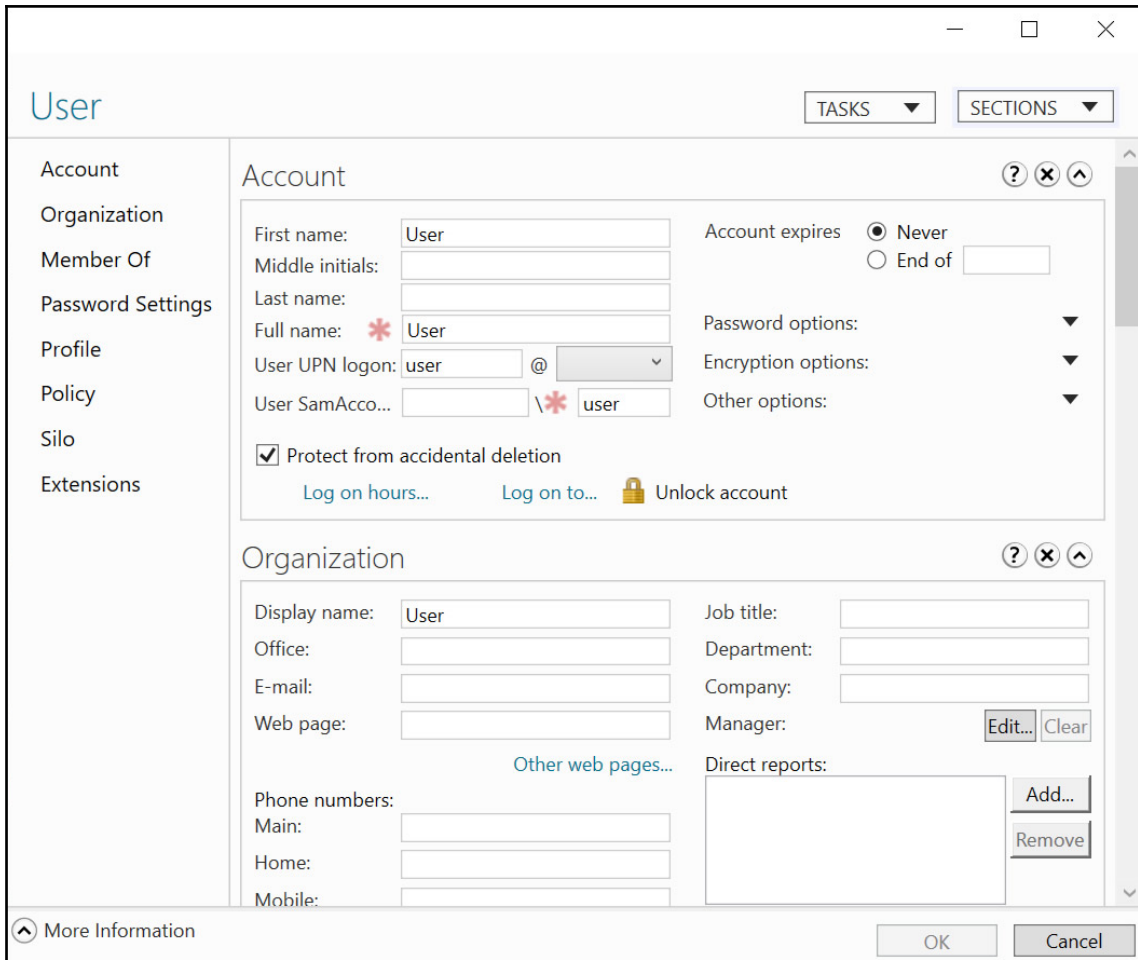 User
TASKS
SECTIONS
Account
Organization
Member Of
Password Settings
Profile
Policy
Silo
Extensions
Account
First name: User
Middle initials:
Last name:
Full name: * User
User UPN logon: user @
User SamAcco... \* user
Account expires Never
End of
Password options:
Encryption options:
Other options:
Protect from accidental deletion
Log on hours... Log on to... Unlock account
Organization
Display name: User
Office:
E-mail:
Web page:
Other web pages...
Phone numbers:
Main:
Home:
Mobile:
Job title:
Department:
Company:
Manager: Edit... Clear
Direct reports:
Add...
Remove
More Information
OK Cancel